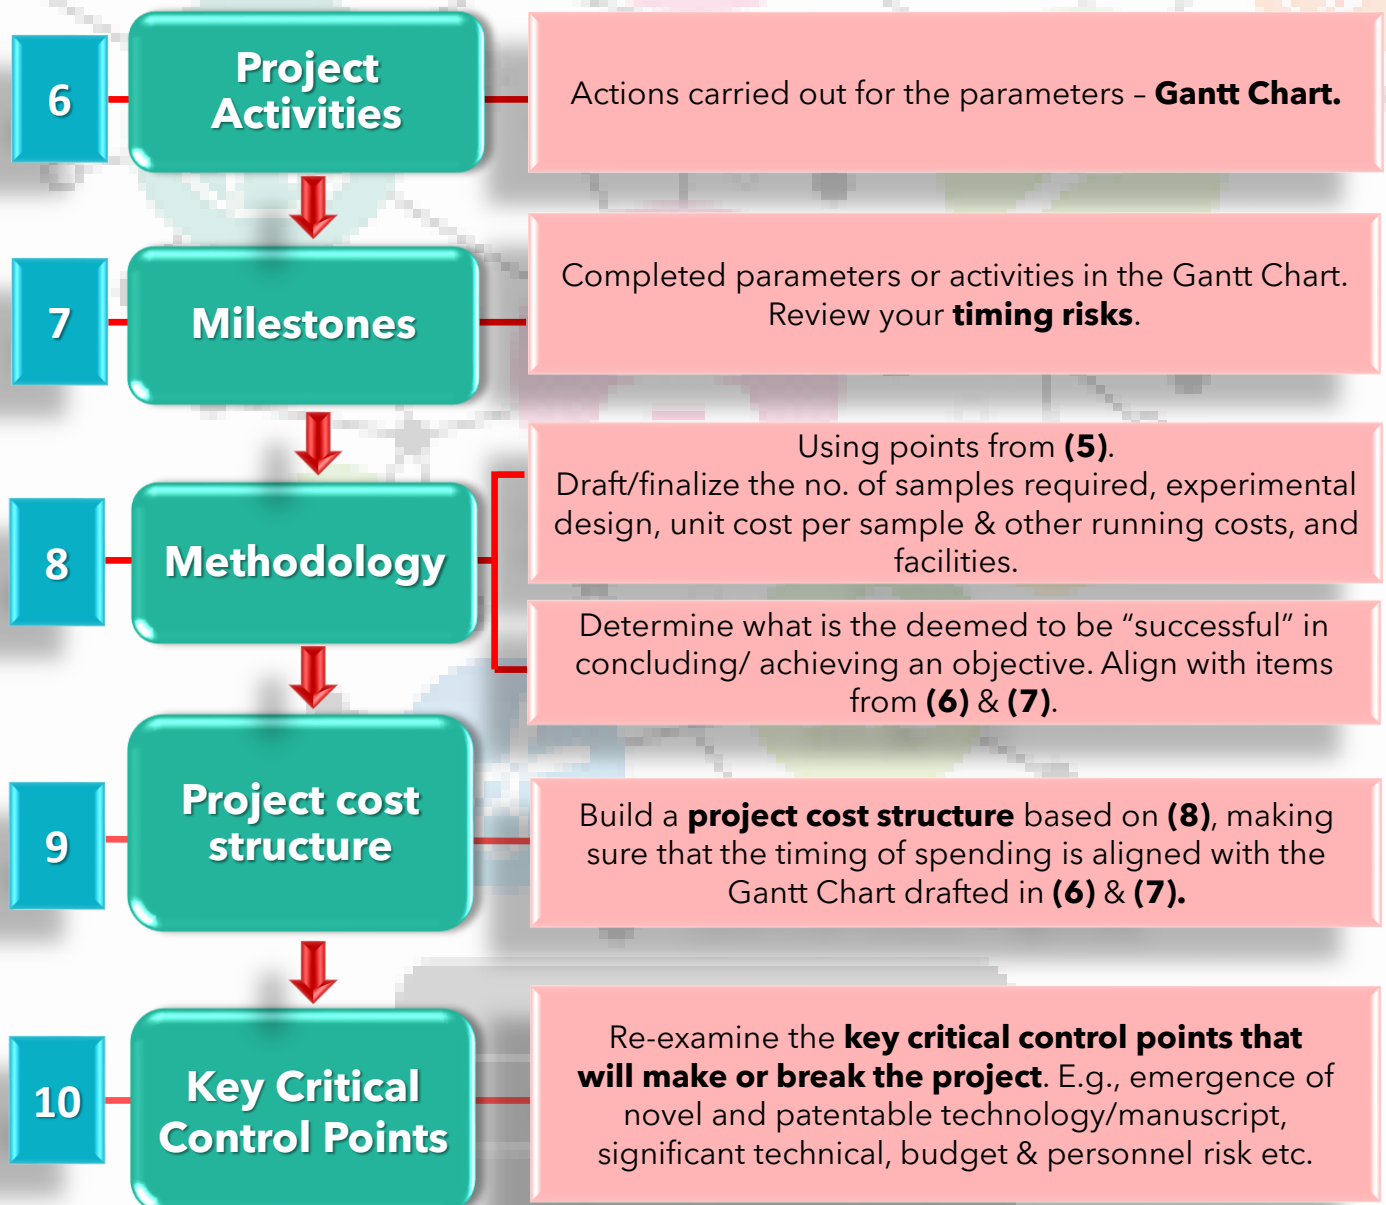 6
Project
Activities
Actions carried out for the parameters – Gantt Chart.
7
Milestones
Completed parameters or activities in the Gantt Chart.
Review your timing risks.
8
Methodology
Using points from (5).
Draft/finalize the no. of samples required, experimental
design, unit cost per sample & other running costs, and
facilities.
Determine what is the deemed to be “successful” in
concluding/ achieving an objective. Align with items
from (6) & (7).
9
Project cost
structure
Build a project cost structure based on (8), making
sure that the timing of spending is aligned with the
Gantt Chart drafted in (6) & (7).
10
Key Critical
Control Points
Re-examine the key critical control points that
will make or break the project. E.g., emergence of
novel and patentable technology/manuscript,
significant technical, budget & personnel risk etc.